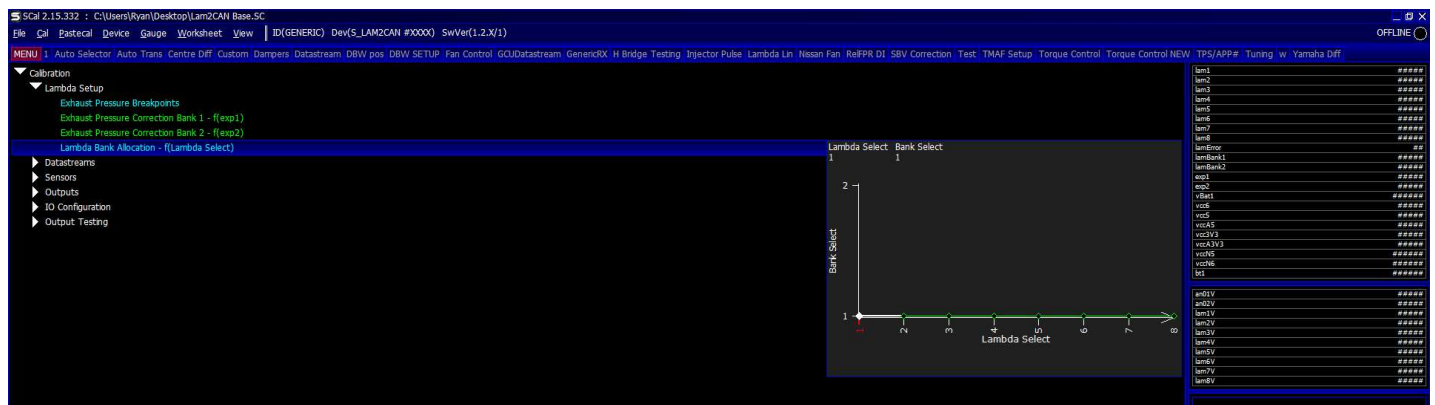 SCal 2.15.332 : C:\Users\Ryan\Desktop\Lam2CAN Base.SC
File Cal Pastecal Device Gauge Worksheet View ID(GENERIC) Dev(S_LAM2CAN #XXXX) SwVer(1.2.X/1) OFFLINE
MENU 1 Auto Selector Auto Trans Centre Diff Custom Dampers Datastream DBW pos DBW SETUP Fan Control GCUDatastream GenericRX H Bridge Testing Injector Pulse Lambda Lin Nissan Fan RelFPR DI SBV Correction Test TMAF Setup Torque Control Torque Control NEW TPS/APP# Tuning w Yamaha Diff
Calibration
Lambda Setup
Exhaust Pressure Breakpoints
Exhaust Pressure Correction Bank 1 - f(exp1)
Exhaust Pressure Correction Bank 2 - f(exp2)
Lambda Bank Allocation - f(Lambda Select)
Datastreams
Sensors
Outputs
IO Configuration
Output Testing
Lambda Select Bank Select
1 1
2
Bank Select
1
1 2 3 4 5 6 7 8
Lambda Select
lam1 #####
lam2 #####
lam3 #####
lam4 #####
lam5 #####
lam6 #####
lam7 #####
lam8 #####
lamError ##
lamBank1 #####
lamBank2 #####
exp1 #####
exp2 #####
vBat1 ######
vcc6 #####
vcc5 #####
vccA5 #####
vcc3V3 #####
vccA3V3 #####
vccN5 ######
vccN6 ######
bt1 ######
an01V #####
an02V #####
lam1V #####
lam2V #####
lam3V #####
lam4V #####
lam5V #####
lam6V #####
lam7V #####
lam8V #####